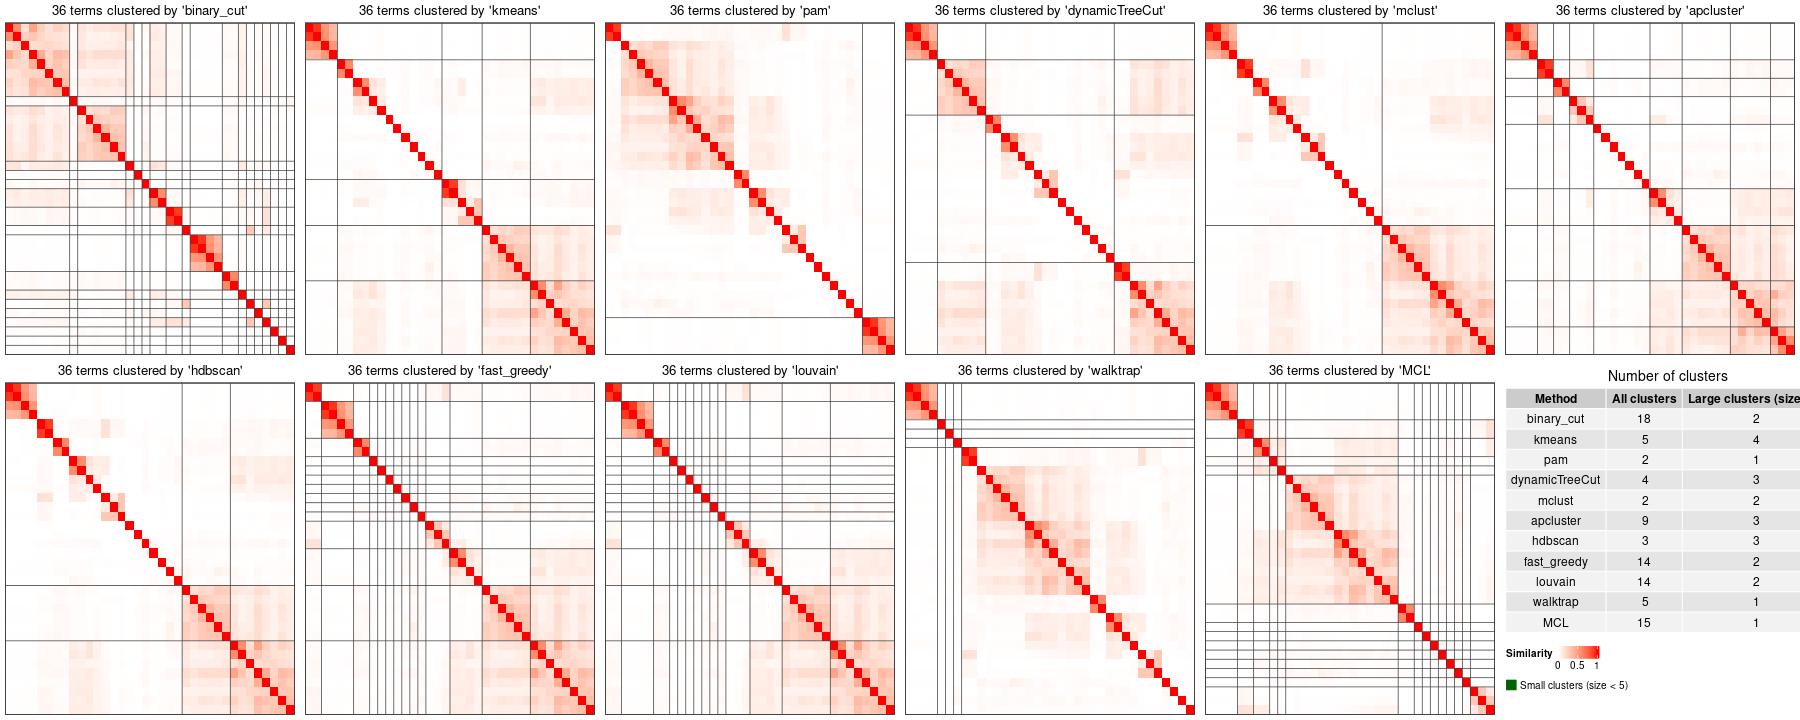 36 terms clustered by 'binary_cut'
36 terms clustered by 'kmeans'
36 terms clustered by 'pam'
36 terms clustered by 'dynamicTreeCut'
36 terms clustered by 'mclust'
36 terms clustered by 'apcluster'
36 terms clustered by 'hdbscan'
36 terms clustered by 'fast_greedy'
36 terms clustered by 'louvain'
36 terms clustered by 'walktrap'
36 terms clustered by 'MCL'
Number of clusters
Method All clusters Large clusters (size
binary_cut 18 2
kmeans 5 4
pam 2 1
dynamicTreeCut 4 3
mclust 2 2
apcluster 9 3
hdbscan 3 3
fast_greedy 14 2
louvain 14 2
walktrap 5 1
MCL 15 1
Similarity
0 0.5 1
Small clusters (size < 5)